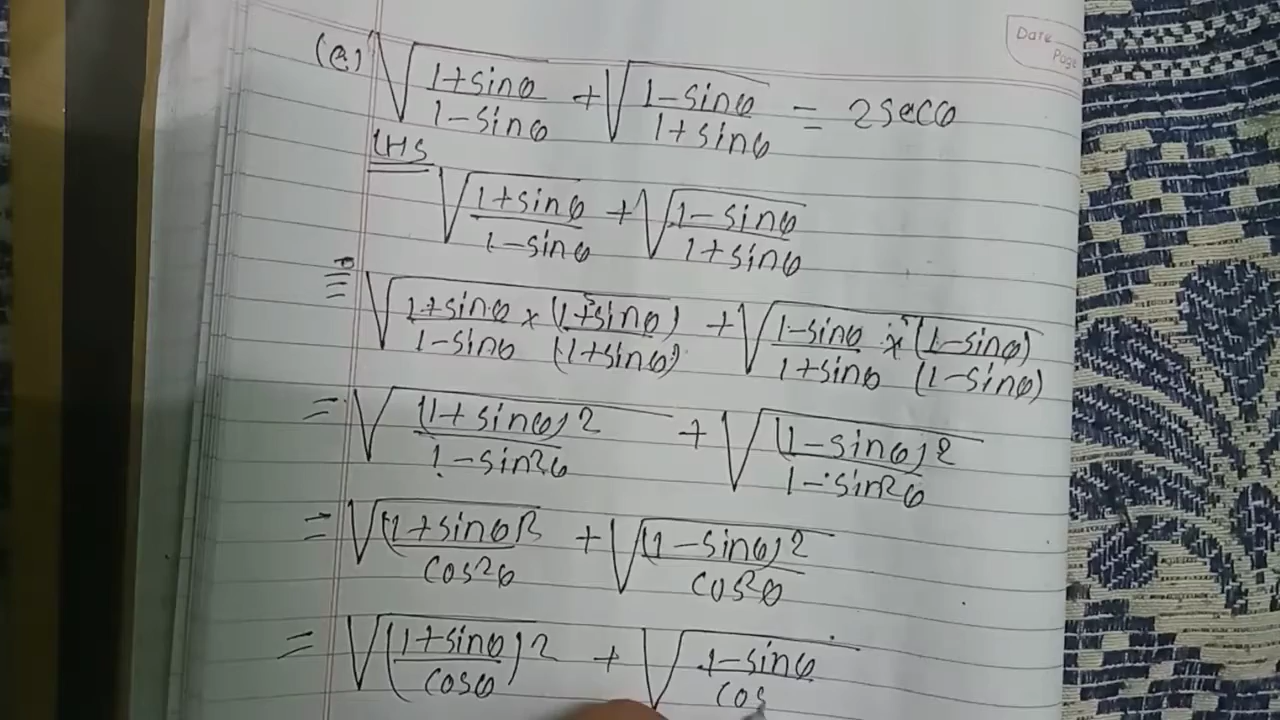 Date
Page
(a) √((1+sinθ)/(1-sinθ)) + √((1-sinθ)/(1+sinθ)) = 2secθ
LHS
√((1+sinθ)/(1-sinθ)) + √((1-sinθ)/(1+sinθ))
= √((1+sinθ)/(1-sinθ) × (1+sinθ)/(1+sinθ)) + √((1-sinθ)/(1+sinθ) × (1-sinθ)/(1-sinθ))
= √((1+sinθ)²/(1-sin²θ)) + √((1-sinθ)²/(1-sin²θ))
= √((1+sinθ)²/cos²θ) + √((1-sinθ)²/cos²θ)
= √(((1+sinθ)/cosθ)²) + √((1-sinθ)/cos